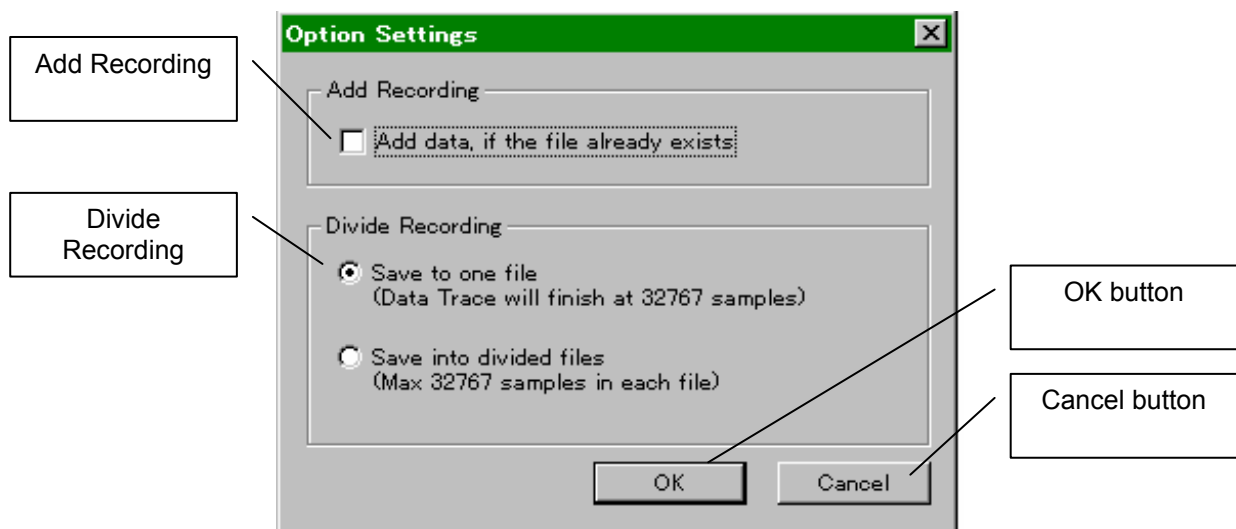 Option Settings
Add Recording
Add Recording
Add data, if the file already exists
Divide
Recording
Divide Recording
Save to one file
(Data Trace will finish at 32767 samples)
OK button
Save into divided files
(Max 32767 samples in each file)
Cancel button
OK
Cancel